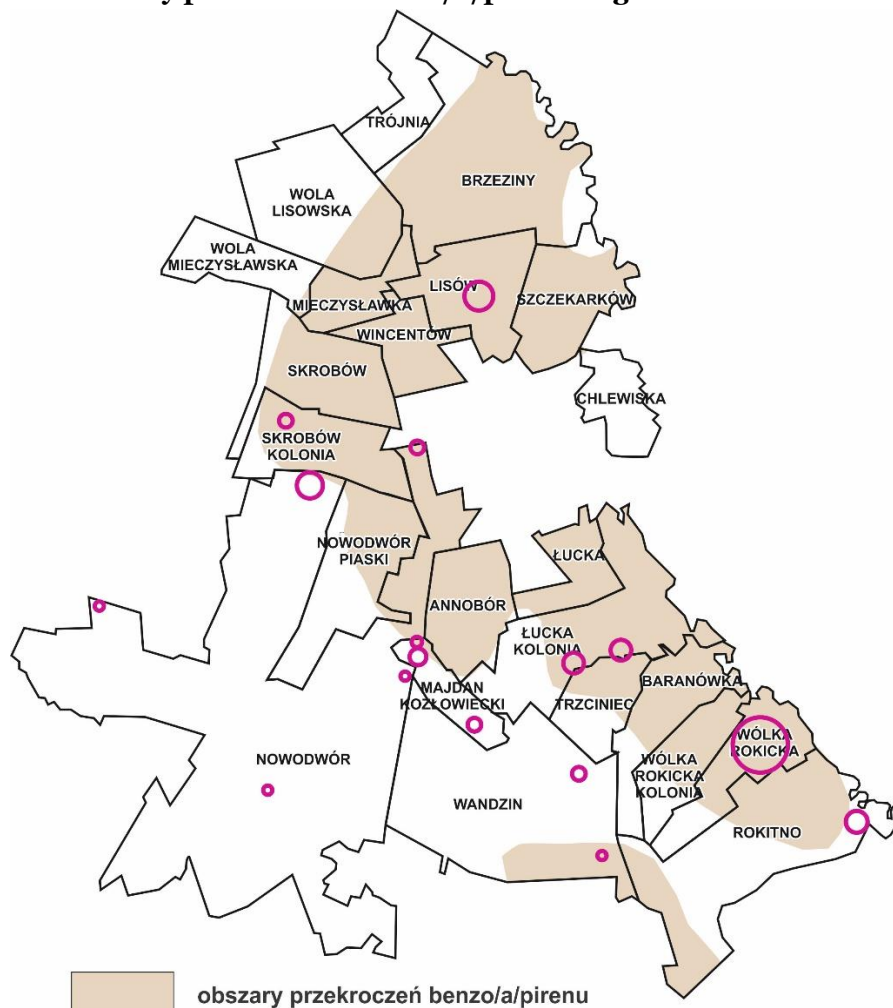 TRÓJNIA
BRZEZINY
WOLA
LISOWSKA
WOLA
MIECZYSŁAWSKA
LISÓW
MIECZYSŁAWKA
SZCZEKARKÓW
WINCENTÓW
SKROBÓW
CHLEWISKA
SKROBÓW
KOLONIA
NOWODWÓR
PIASKI
ŁUCKA
ANNOBÓR
ŁUCKA
KOLONIA
BARANÓWKA
MAJDAN
KOZŁOWIECKI
TRZCINIEC
WÓLKA
ROKICKA
NOWODWÓR
WÓLKA
ROKICKA
KOLONIA
WANDZIN
ROKITNO
obszary przekroczeń benzo/a/pirenu